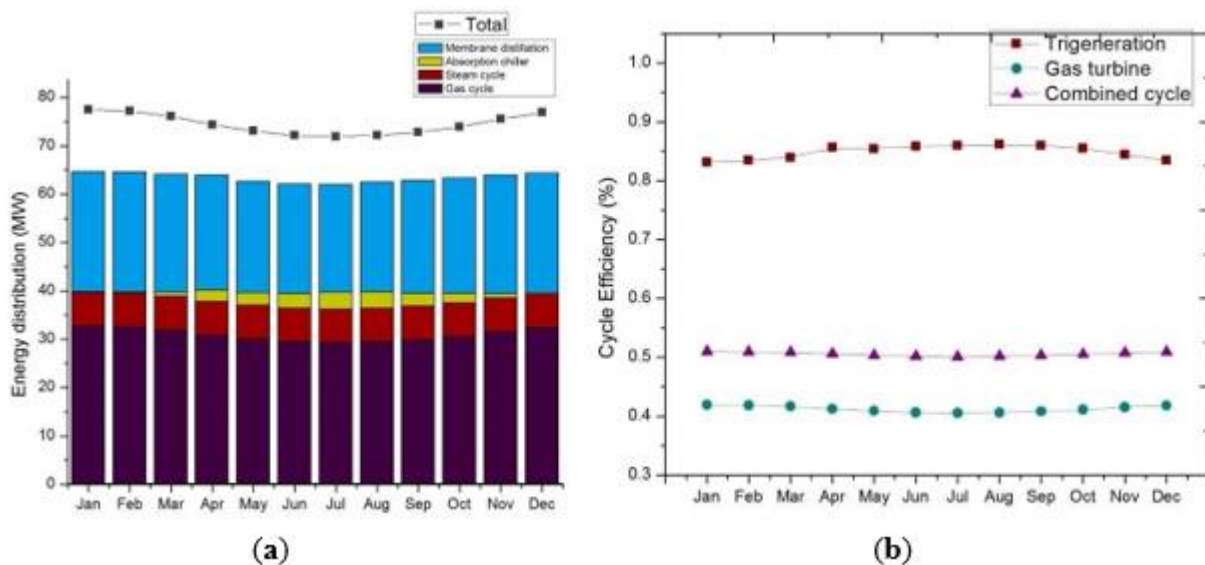 Total
Membrane distillation
Absorption chiller
Steam cycle
Gas cycle
Energy distribution (MW)
80
70
60
50
40
30
20
10
0
Jan Feb Mar Apr May Jun Jul Aug Sep Oct Nov Dec
(a)
Trigeneration
Gas turbine
Combined cycle
Cycle Efficiency (%)
1.0
0.9
0.8
0.7
0.6
0.5
0.4
0.3
Jan Feb Mar Apr May Jun Jul Aug Sep Oct Nov Dec
(b)